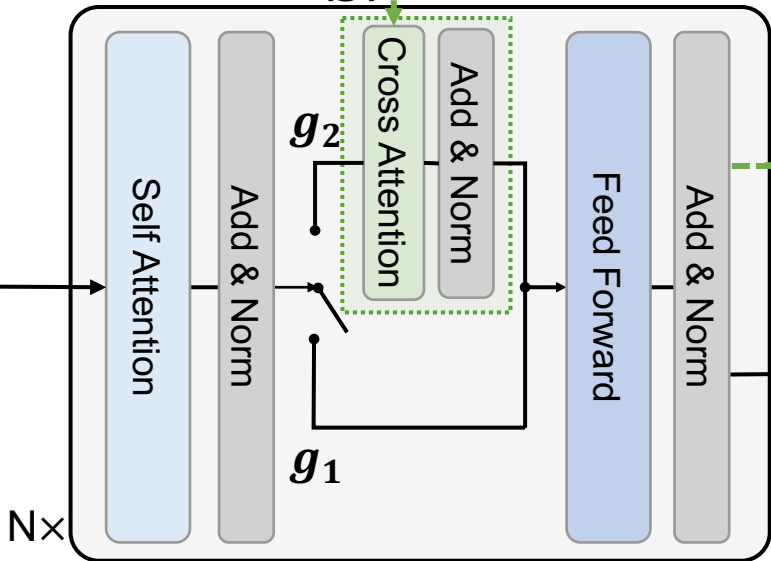 Self Attention
Add & Norm
g₂
Cross Attention
Add & Norm
g₁
Feed Forward
Add & Norm
N×